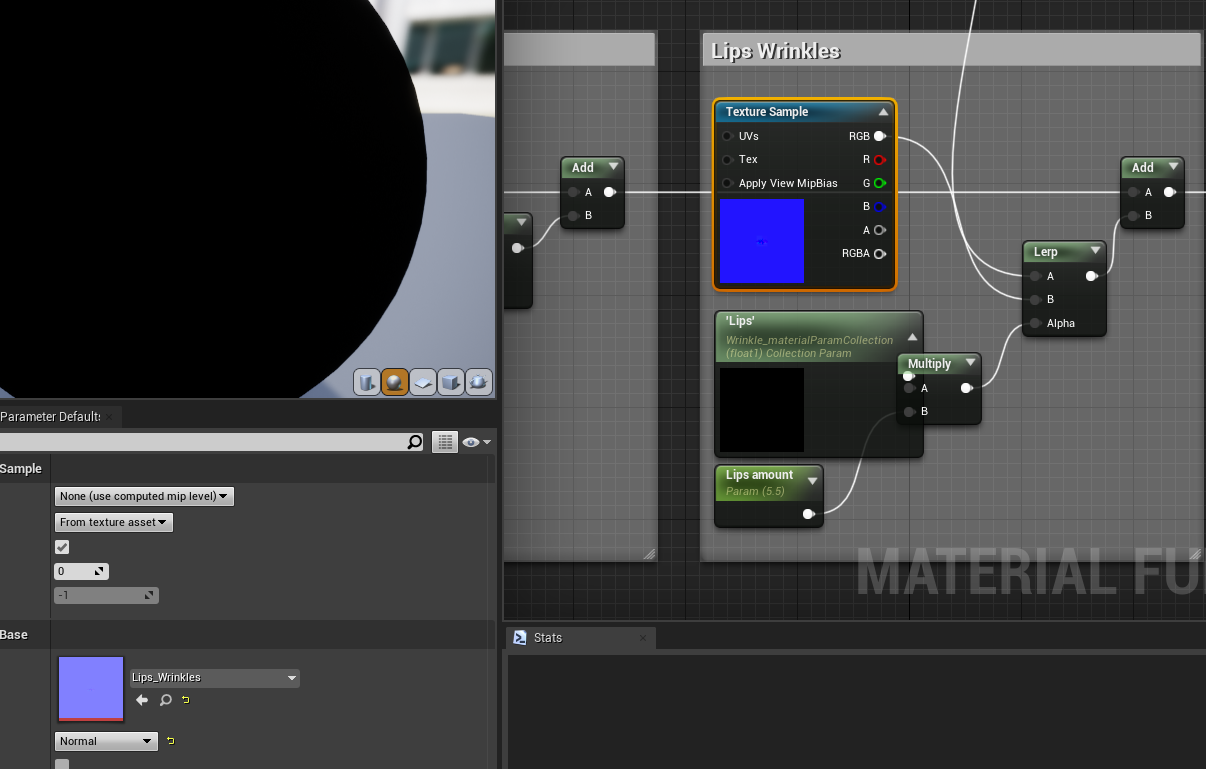 Lips Wrinkles
Texture Sample
UVs RGB
Tex R
Apply View MipBias G
B
A
RGBA
Add
A
B
Add
A
B
Lerp
A
B
Alpha
'Lips'
Wrinkle_materialParamCollection
(float1) Collection Param
Multiply
A
B
Lips amount
Param (5.5)
MATERIAL FU
Parameter Defaults
Sample
None (use computed mip level)
From texture asset
0
-1
Base
Lips_Wrinkles
Normal
Stats